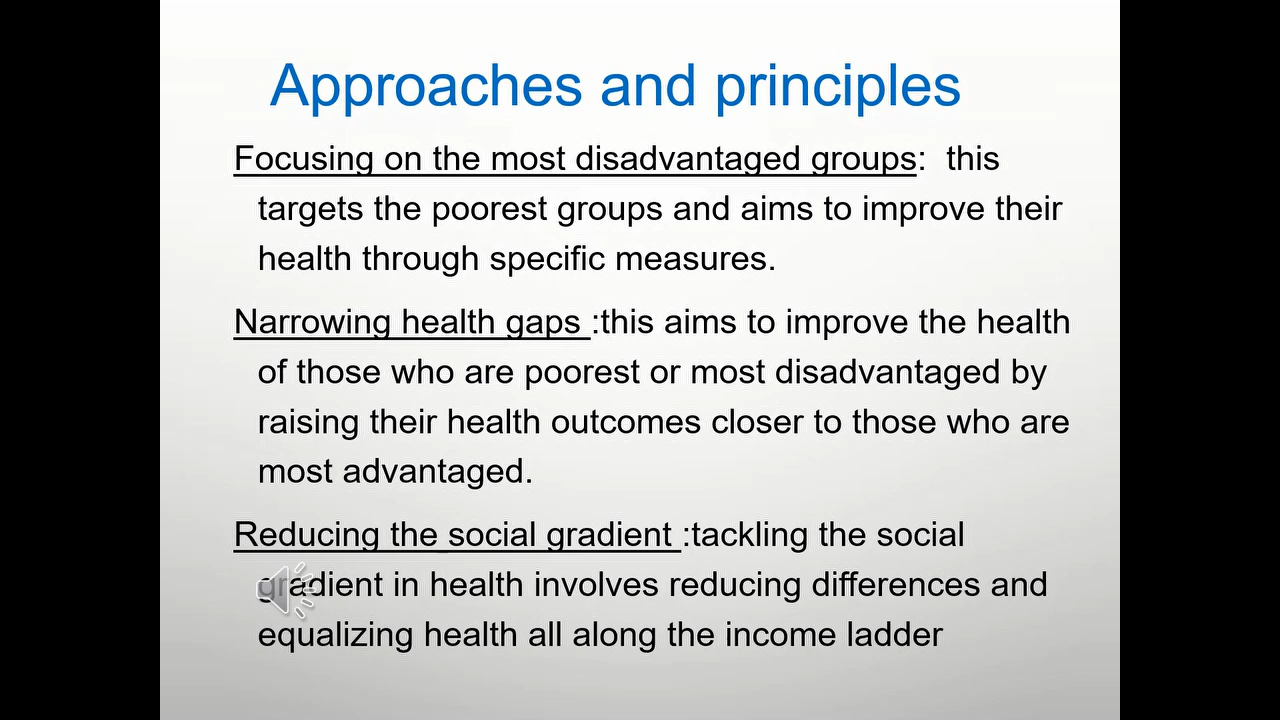 Approaches and principles
Focusing on the most disadvantaged groups:  this
targets the poorest groups and aims to improve their
health through specific measures.
Narrowing health gaps :this aims to improve the health
of those who are poorest or most disadvantaged by
raising their health outcomes closer to those who are
most advantaged.
Reducing the social gradient :tackling the social
gradient in health involves reducing differences and
equalizing health all along the income ladder